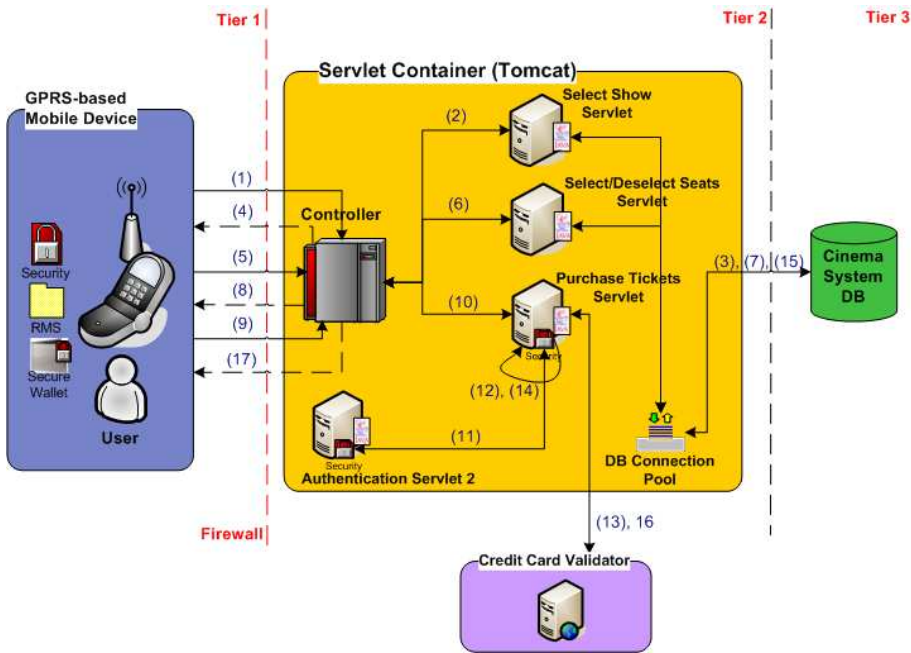 Tier 1
Tier 2
Tier 3
Servlet Container (Tomcat)
GPRS-based
Mobile Device
Select Show
Servlet
(2)
(1)
Select/Deselect Seats
Servlet
(4)
Controller
(6)
Security
(5)
(3), (7), (15)
Cinema
System
DB
Purchase Tickets
Servlet
(8)
(10)
RMS
(9)
Security
Secure
Wallet
(17)
(12), (14)
User
(11)
Security
Authentication Servlet 2
DB Connection
Pool
Firewall
(13), 16
Credit Card Validator